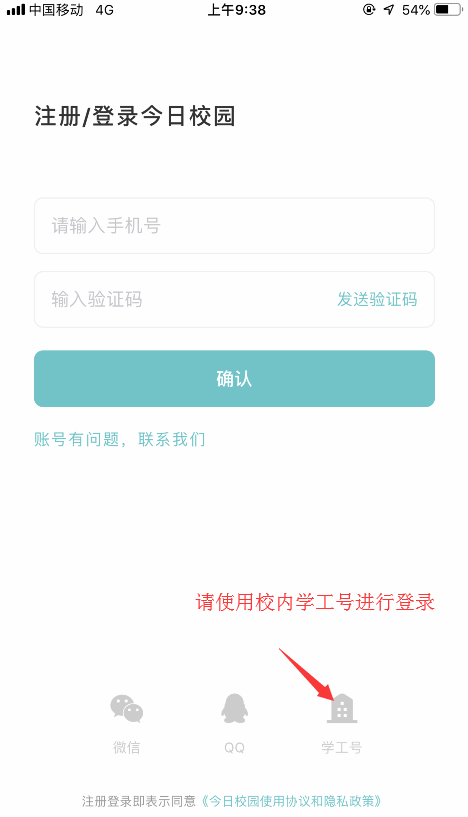 中国移动 4G 上午9:38 54%
注册/登录今日校园
请输入手机号
输入验证码 发送验证码
确认
账号有问题，联系我们
请使用校内学工号进行登录
微信 QQ 学工号
注册登录即表示同意《今日校园使用协议和隐私政策》